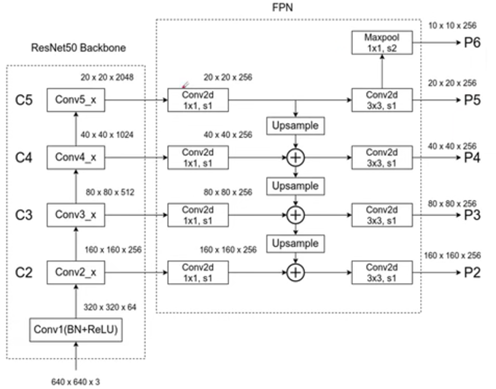 FPN
ResNet50 Backbone
10 x 10 x 256
Maxpool
1x1, s2
P6
20 x 20 x 2048
20 x 20 x 256
20 x 20 x 256
C5
Conv5_x
Conv2d
1x1, s1
Conv2d
3x3, s1
P5
Upsample
40 x 40 x 1024
40 x 40 x 256
40 x 40 x 256
C4
Conv4_x
Conv2d
1x1, s1
+
Conv2d
3x3, s1
P4
Upsample
80 x 80 x 512
80 x 80 x 256
80 x 80 x 256
C3
Conv3_x
Conv2d
1x1, s1
+
Conv2d
3x3, s1
P3
Upsample
160 x 160 x 256
160 x 160 x 256
160 x 160 x 256
C2
Conv2_x
Conv2d
1x1, s1
+
Conv2d
3x3, s1
P2
320 x 320 x 64
Conv1(BN+ReLU)
640 x 640 x 3